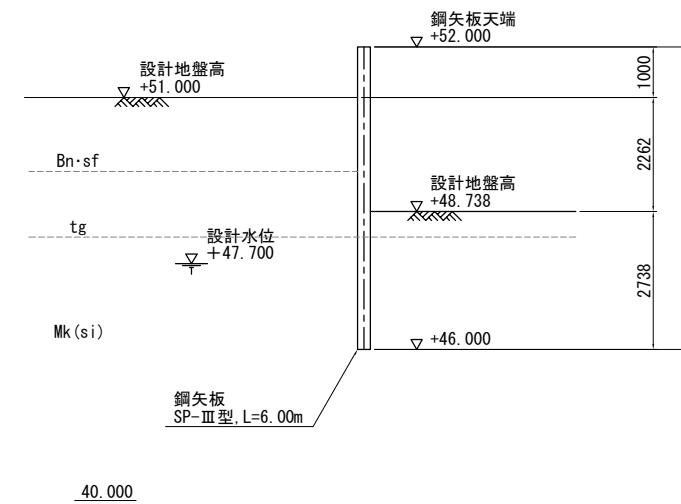 鋼矢板天端
+52.000
設計地盤高
+51.000
1000
Bn・sf
2262
設計地盤高
+48.738
tg
設計水位
+47.700
2738
Mk(si)
+46.000
鋼矢板
SP-Ⅲ型,L=6.00m
40.000